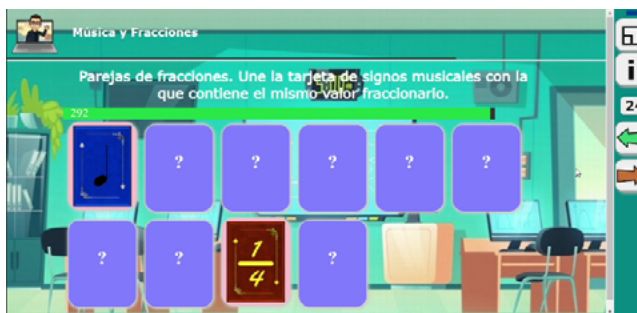 Música y Fracciones
Parejas de fracciones. Une la tarjeta de signos musicales con la
que contiene el mismo valor fraccionario.
292
? ? ? ? ?
? ? 1/4 ?
i